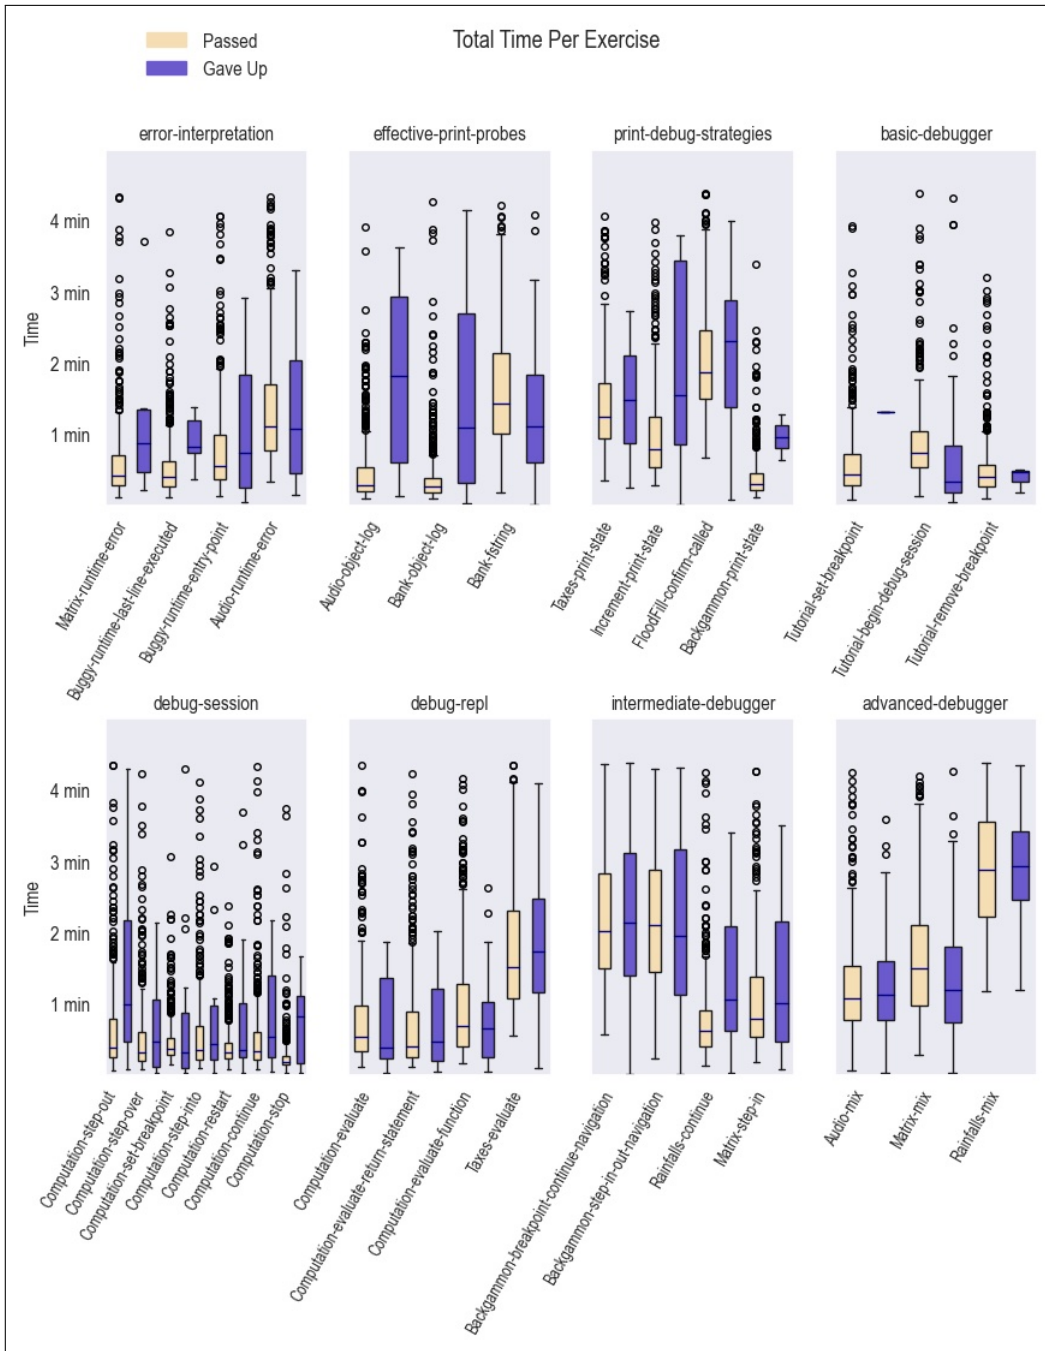 Total Time Per Exercise
Passed
Gave Up
error-interpretation
effective-print-probes
print-debug-strategies
basic-debugger
Time
4 min
3 min
2 min
1 min
Matrix-runtime-error
Buggy-runtime-last-line-executed
Buggy-runtime-entry-point
Audio-runtime-error
Audio-object-log
Bank-object-log
Bank-fstring
Taxes-print-state
Increment-print-state
FloodFill-confirm-called
Backgammon-print-state
Tutorial-set-breakpoint
Tutorial-begin-debug-session
Tutorial-remove-breakpoint
debug-session
debug-repl
intermediate-debugger
advanced-debugger
Time
4 min
3 min
2 min
1 min
Computation-step-out
Computation-step-over
Computation-set-breakpoint
Computation-step-into
Computation-restart
Computation-continue
Computation-stop
Computation-evaluate
Computation-evaluate-return-statement
Computation-evaluate-function
Taxes-evaluate
Backgammon-breakpoint-continue-navigation
Backgammon-step-in-out-navigation
Rainfalls-continue
Matrix-step-in
Audio-mix
Matrix-mix
Rainfalls-mix